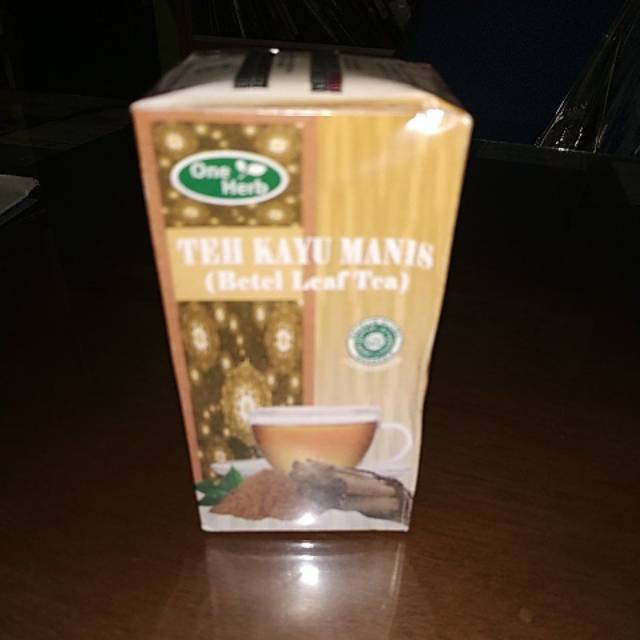 One
Herb
TEH KAYU MANIS
(Betel Leaf Tea)